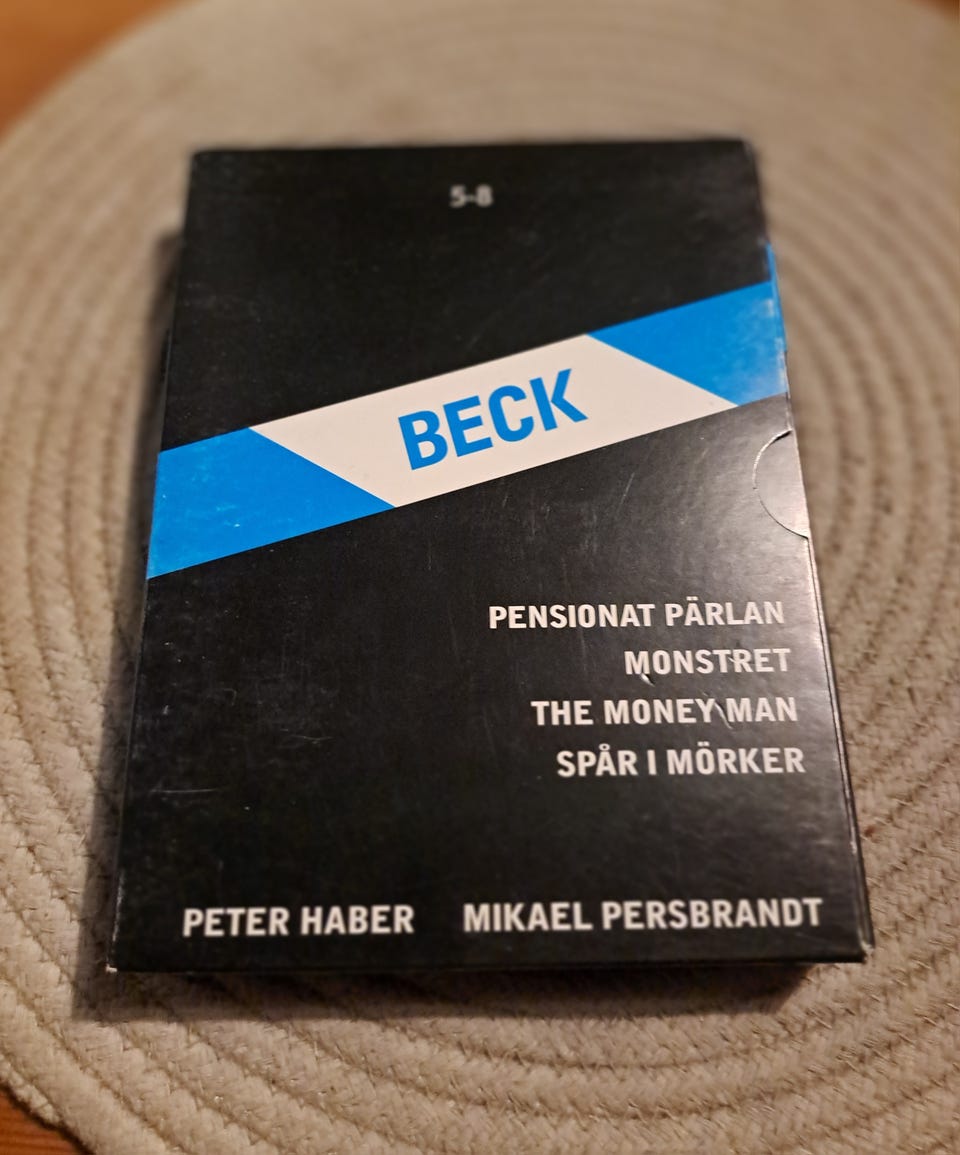 5-8
BECK
PENSIONAT PÄRLAN
MONSTRET
THE MONEY MAN
SPÅR I MÖRKER
PETER HABER MIKAEL PERSBRANDT